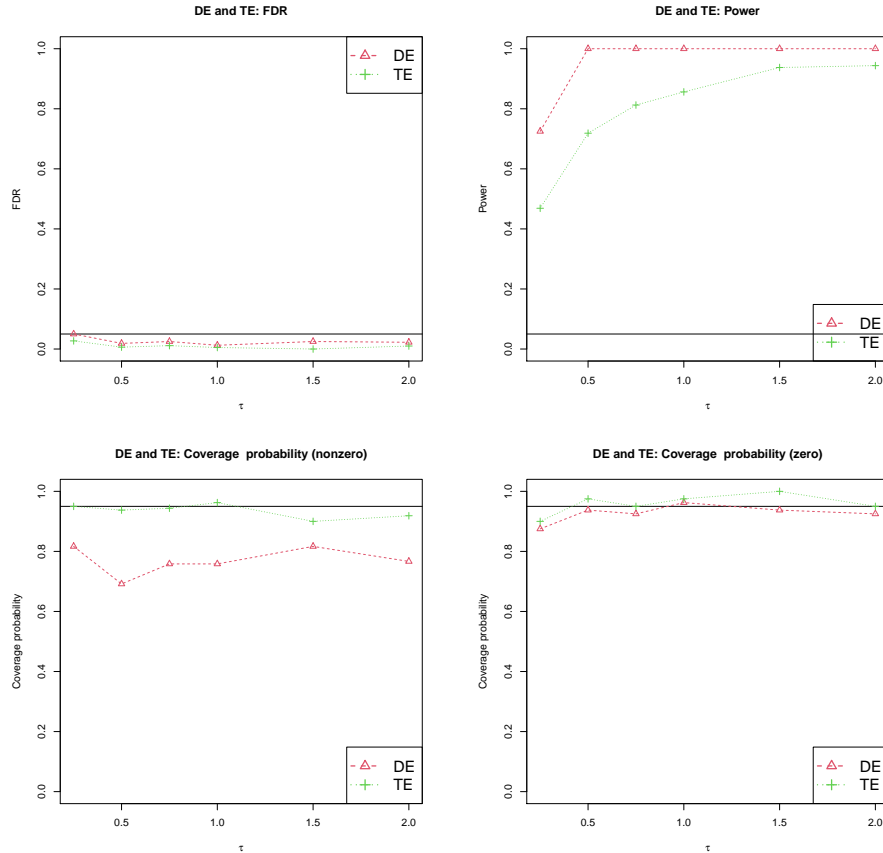 DE and TE: FDR
FDR
0.0 0.2 0.4 0.6 0.8 1.0
0.5 1.0 1.5 2.0
τ
DE
TE
DE and TE: Power
Power
0.0 0.2 0.4 0.6 0.8 1.0
0.5 1.0 1.5 2.0
τ
DE
TE
DE and TE: Coverage probability (nonzero)
Coverage probability
0.0 0.2 0.4 0.6 0.8 1.0
0.5 1.0 1.5 2.0
τ
DE
TE
DE and TE: Coverage probability (zero)
Coverage probability
0.0 0.2 0.4 0.6 0.8 1.0
0.5 1.0 1.5 2.0
τ
DE
TE